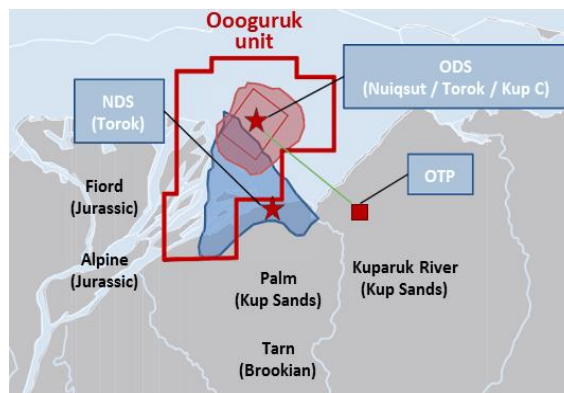 Oooguruk
unit
ODS
(Nuiqsut / Torok / Kup C)
NDS
(Torok)
OTP
Fiord
(Jurassic)
Alpine
(Jurassic)
Palm
(Kup Sands)
Kuparuk River
(Kup Sands)
Tarn
(Brookian)